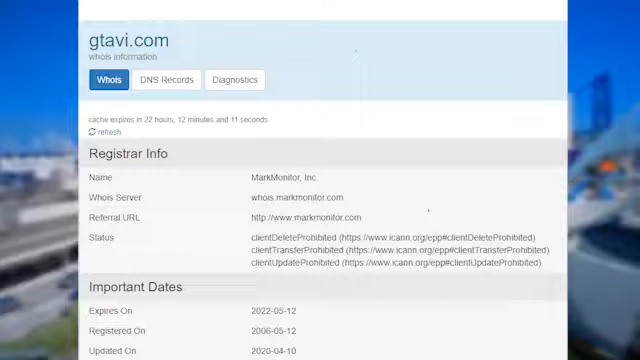 gtavi.com
whois information
Whois DNS Records Diagnostics
cache expires in 22 hours, 12 minutes and 11 seconds
refresh
Registrar Info
Name MarkMonitor, Inc.
Whois Server whois.markmonitor.com
Referral URL http://www.markmonitor.com
Status clientDeleteProhibited (https://www.icann.org/epp#clientDeleteProhibited)
clientTransferProhibited (https://www.icann.org/epp#clientTransferProhibited)
clientUpdateProhibited (https://www.icann.org/epp#clientUpdateProhibited)
Important Dates
Expires On 2022-05-12
Registered On 2006-05-12
Updated On 2020-04-10